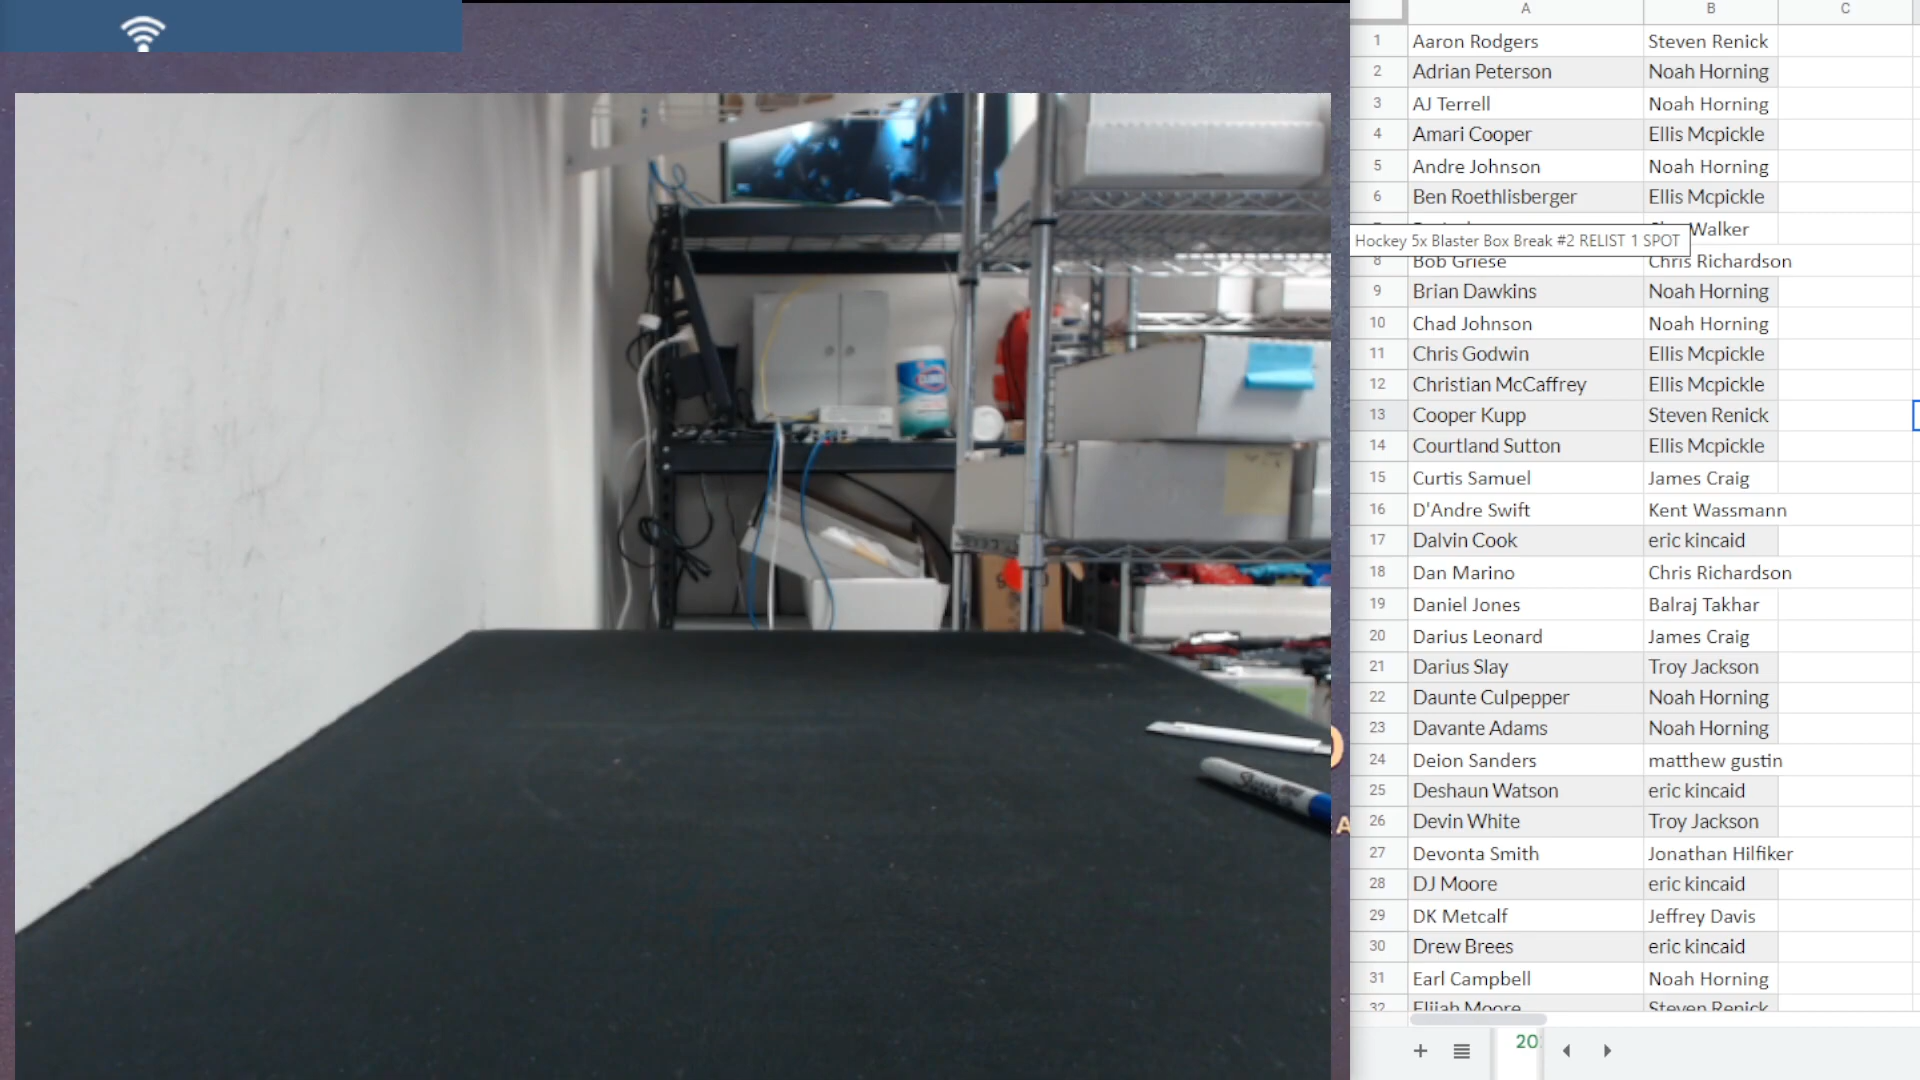 A B C
1 Aaron Rodgers Steven Renick
2 Adrian Peterson Noah Horning
3 AJ Terrell Noah Horning
4 Amari Cooper Ellis Mcpickle
5 Andre Johnson Noah Horning
6 Ben Roethlisberger Ellis Mcpickle
Walker
Hockey 5x Blaster Box Break #2 RELIST 1 SPOT
8 Bob Griese Chris Richardson
9 Brian Dawkins Noah Horning
10 Chad Johnson Noah Horning
11 Chris Godwin Ellis Mcpickle
12 Christian McCaffrey Ellis Mcpickle
13 Cooper Kupp Steven Renick
14 Courtland Sutton Ellis Mcpickle
15 Curtis Samuel James Craig
16 D'Andre Swift Kent Wassmann
17 Dalvin Cook eric kincaid
18 Dan Marino Chris Richardson
19 Daniel Jones Balraj Takhar
20 Darius Leonard James Craig
21 Darius Slay Troy Jackson
22 Daunte Culpepper Noah Horning
23 Davante Adams Noah Horning
24 Deion Sanders matthew gustin
25 Deshaun Watson eric kincaid
26 Devin White Troy Jackson
27 Devonta Smith Jonathan Hilfiker
28 DJ Moore eric kincaid
29 DK Metcalf Jeffrey Davis
30 Drew Brees eric kincaid
31 Earl Campbell Noah Horning
32 Elijah Moore Steven Renick
20